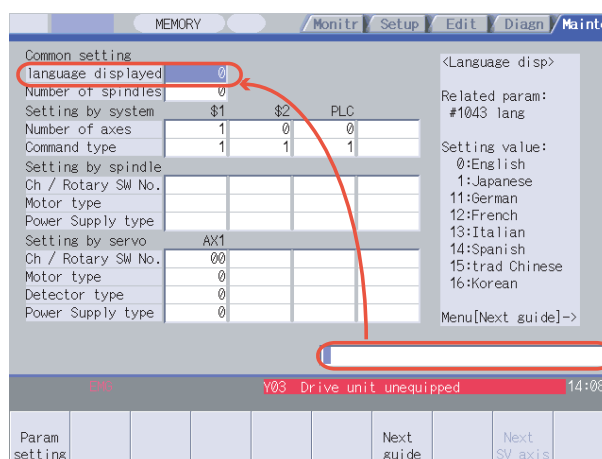 MEMORY Monitr Setup Edit Diagn Mainte
Common setting
language displayed 0
Number of spindles 0
Setting by system $1 $2 PLC
Number of axes 1 0 0
Command type 1 1 1
Setting by spindle
Ch / Rotary SW No.
Motor type
Power Supply type
Setting by servo AX1
Ch / Rotary SW No. 00
Motor type 0
Detector type 0
Power Supply type 0
<Language disp>
Related param:
#1043 lang
Setting value:
0:English
1:Japanese
11:German
12:French
13:Italian
14:Spanish
15:trad Chinese
16:Korean
Menu[Next guide]->
EMG Y03 Drive unit unequipped 14:08
Param setting
Next guide
Next SV axis